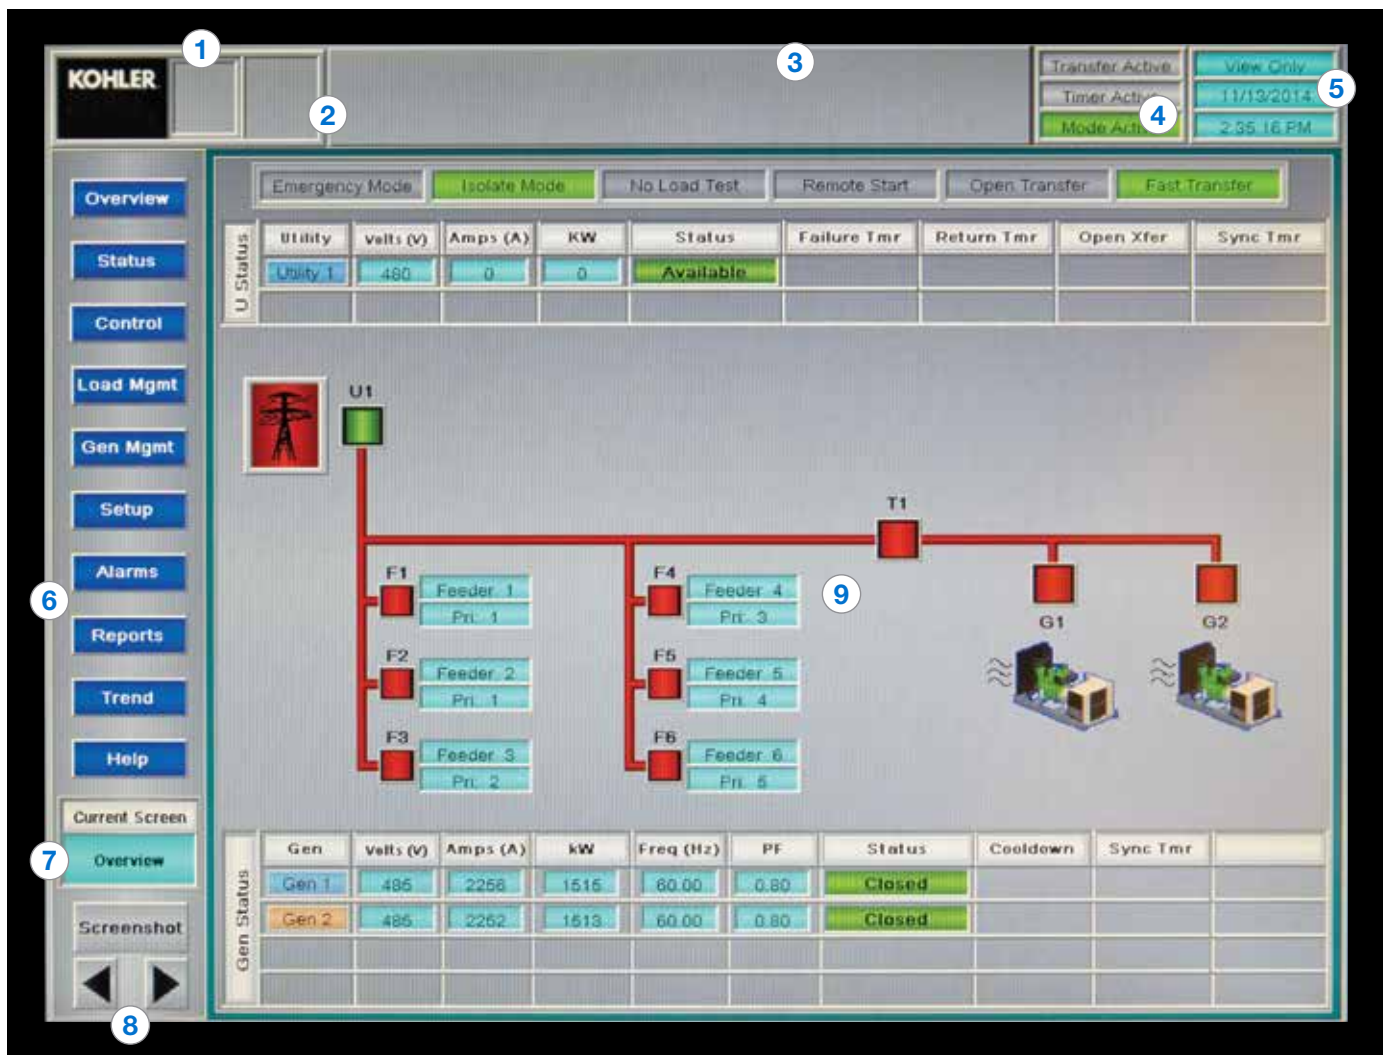 1
2
3
4
5
KOHLER
Transfer Active
Timer Active
Mode Active
View Only
11/13/2014
2:35:16 PM
Overview
Status
Control
Load Mgmt
Gen Mgmt
Setup
Alarms
6
Reports
Trend
Help
Current Screen
7
Overview
Screenshot
8
Emergency Mode
Isolate Mode
No Load Test
Remote Start
Open Transfer
Fast Transfer
U Status
Utility Volts (V) Amps (A) KW Status Failure Tmr Return Tmr Open Xfer Sync Tmr
Utility 1 480 0 0 Available
U1
T1
F1
Feeder 1
Pri. 1
F2
Feeder 2
Pri. 1
F3
Feeder 3
Pri. 2
F4
Feeder 4
Pri. 3
F5
Feeder 5
Pri. 4
F6
Feeder 6
Pri. 5
9
G1
G2
Gen Status
Gen Volts (V) Amps (A) kW Freq (Hz) PF Status Cooldown Sync Tmr
Gen 1 485 2256 1515 60.00 0.80 Closed
Gen 2 485 2252 1513 60.00 0.80 Closed